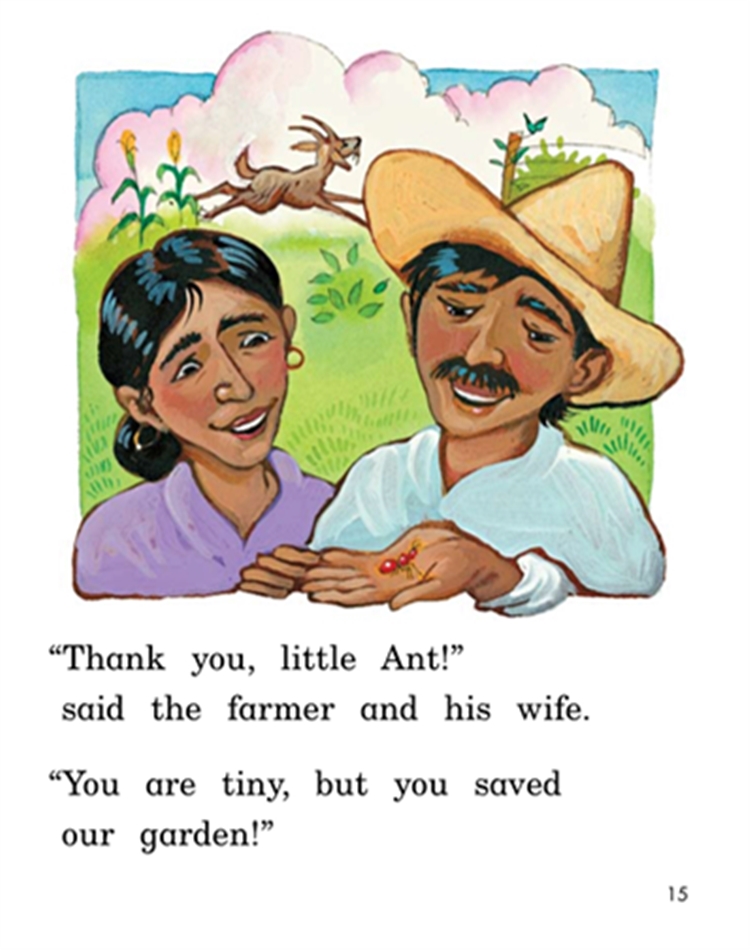 “Thank you, little Ant!”
said the farmer and his wife.
“You are tiny, but you saved
our garden!”
15